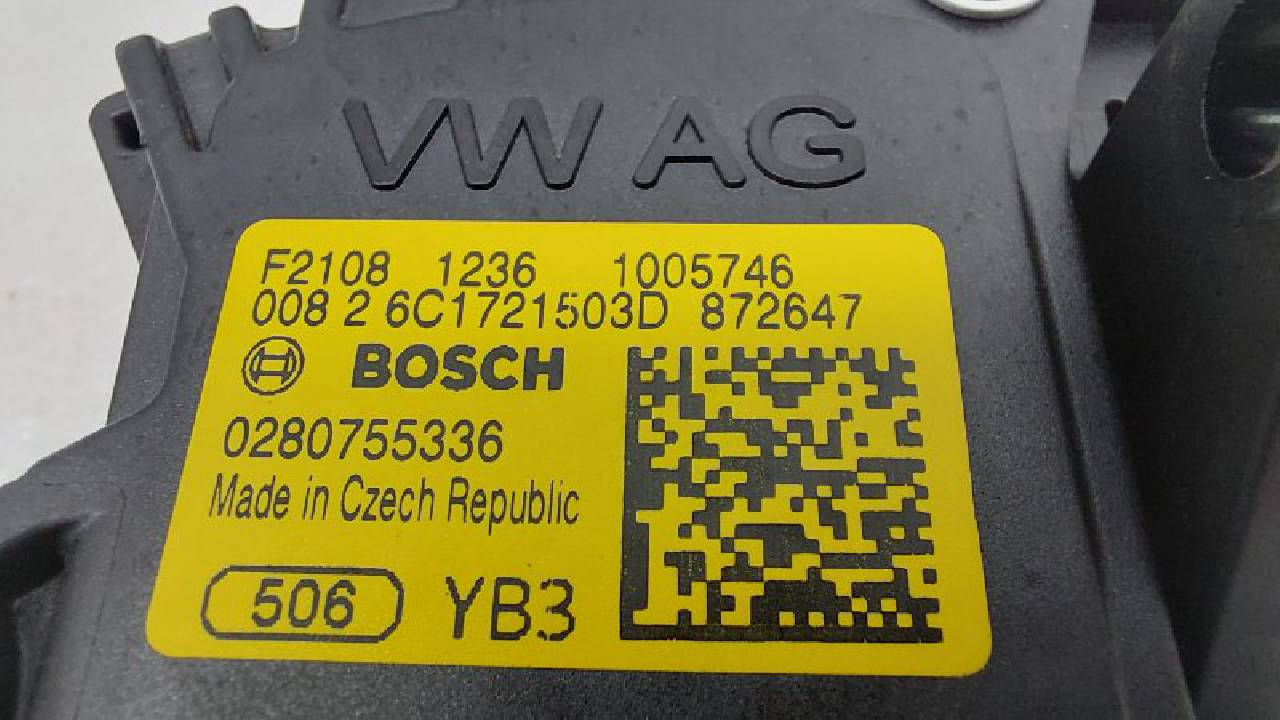 VW AG
F2108 1236 1005746
008 2 6C1721503D 872647
BOSCH
0280755336
Made in Czech Republic
506 YB3